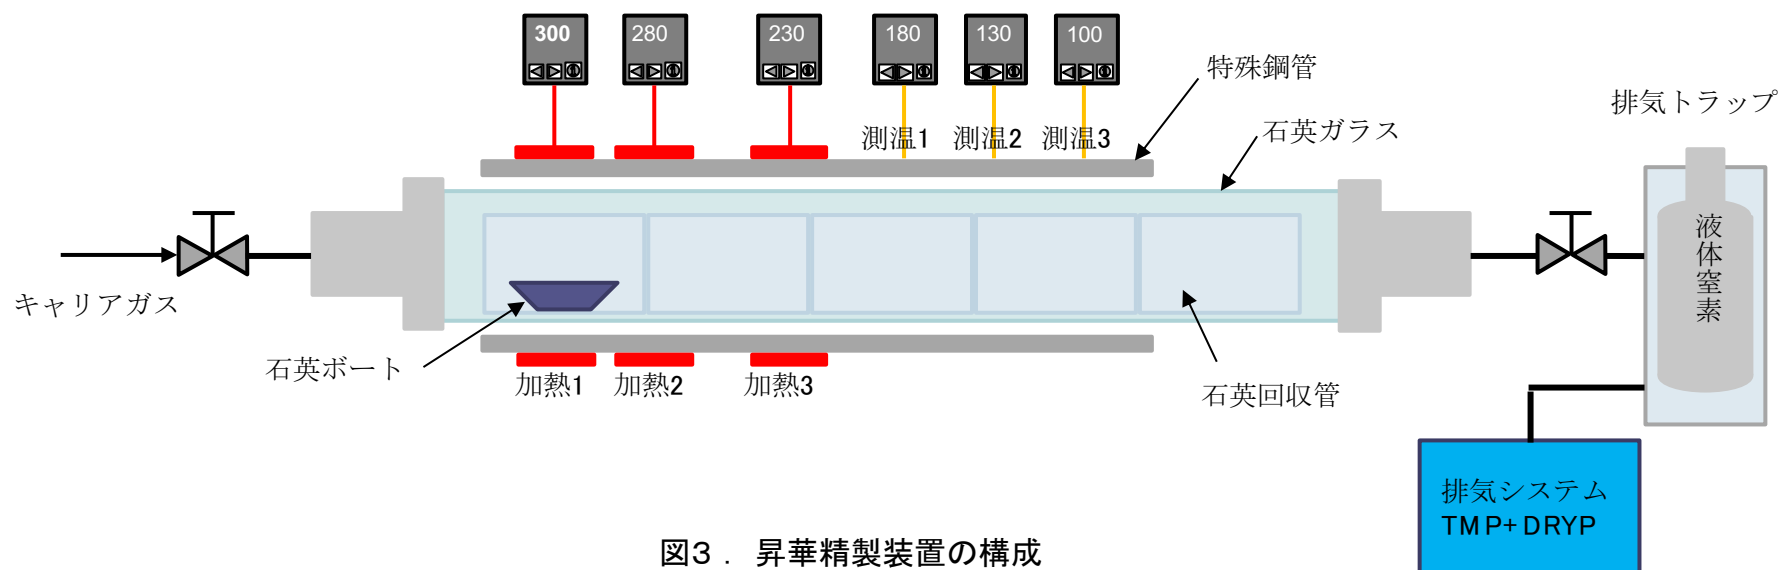 300
280
230
180
130
100
特殊鋼管
排気トラップ
測温1
測温2
測温3
石英ガラス
液体窒素
キャリアガス
石英ボート
加熱1
加熱2
加熱3
石英回収管
排気システム
TMP+DRYP
図3. 昇華精製装置の構成